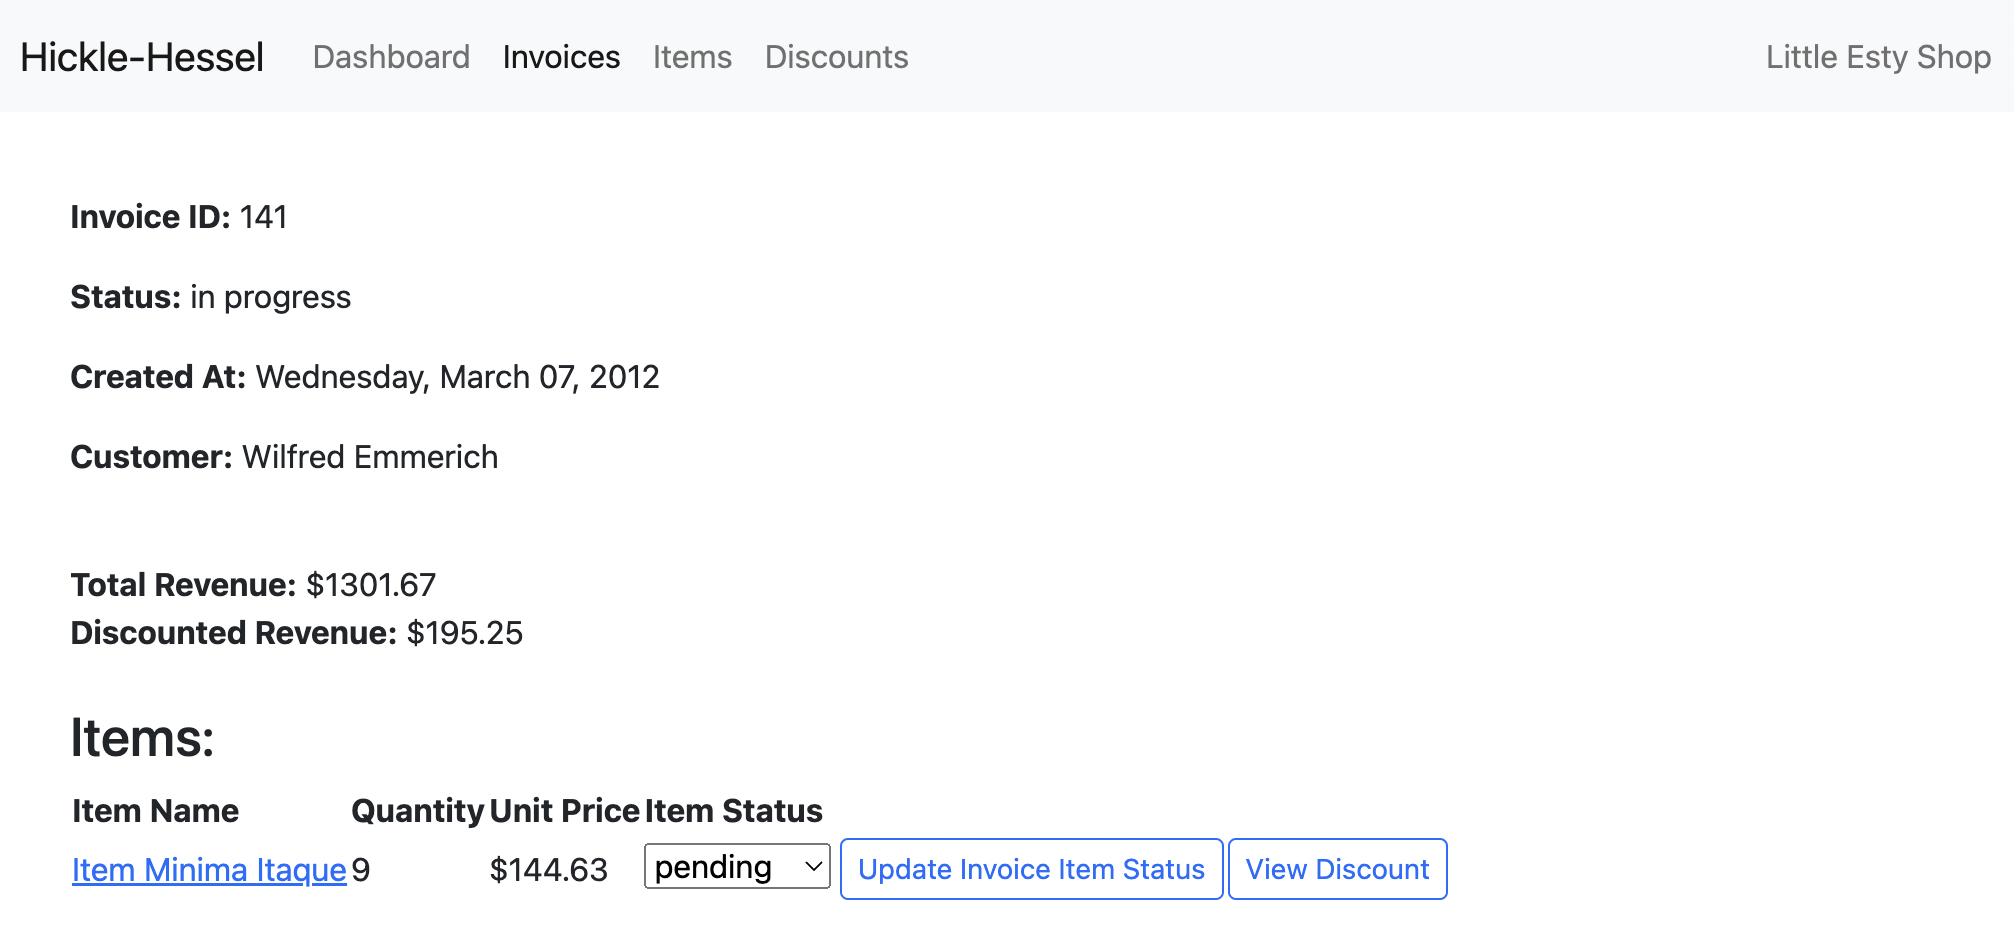 Hickle-Hessel Dashboard Invoices Items Discounts Little Esty Shop
Invoice ID: 141
Status: in progress
Created At: Wednesday, March 07, 2012
Customer: Wilfred Emmerich
Total Revenue: $1301.67
Discounted Revenue: $195.25
Items:
Item Name Quantity Unit Price Item Status
Item Minima Itaque 9 $144.63 pending Update Invoice Item Status View Discount